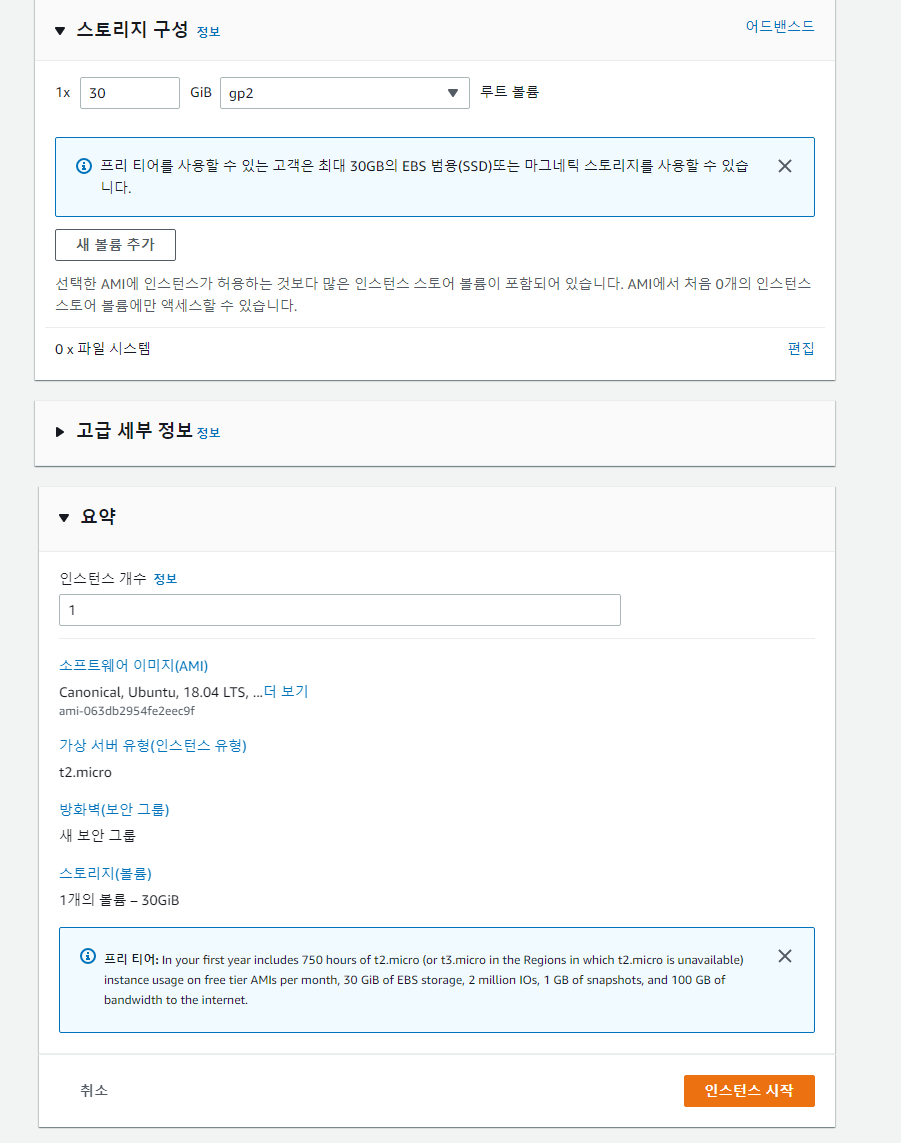 스토리지 구성 정보
어드밴스드
1x 30 GiB gp2 루트 볼륨
프리 티어를 사용할 수 있는 고객은 최대 30GB의 EBS 범용(SSD)또는 마그네틱 스토리지를 사용할 수 있습
니다.
새 볼륨 추가
선택한 AMI에 인스턴스가 허용하는 것보다 많은 인스턴스 스토어 볼륨이 포함되어 있습니다. AMI에서 처음 0개의 인스턴스
스토어 볼륨에만 액세스할 수 있습니다.
0 x 파일 시스템
편집
고급 세부 정보 정보
요약
인스턴스 개수 정보
1
소프트웨어 이미지(AMI)
Canonical, Ubuntu, 18.04 LTS, ...더 보기
ami-063db2954fe2eec9f
가상 서버 유형(인스턴스 유형)
t2.micro
방화벽(보안 그룹)
새 보안 그룹
스토리지(볼륨)
1개의 볼륨 – 30GiB
프리 티어: In your first year includes 750 hours of t2.micro (or t3.micro in the Regions in which t2.micro is unavailable)
instance usage on free tier AMIs per month, 30 GiB of EBS storage, 2 million IOs, 1 GB of snapshots, and 100 GB of
bandwidth to the internet.
취소
인스턴스 시작